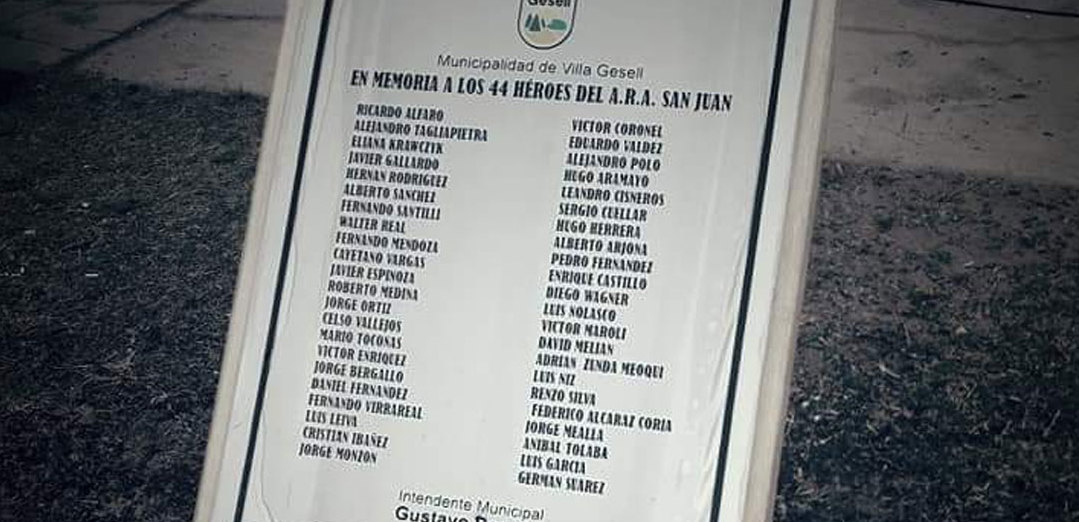 Gesell
Municipalidad de Villa Gesell
EN MEMORIA A LOS 44 HÉROES DEL A.R.A. SAN JUAN
RICARDO ALFARO
ALEJANDRO TAGLIAPIETRA
ELIANA KRAWCZYK
JAVIER GALLARDO
HERNAN RODRIGUEZ
ALBERTO SANCHEZ
FERNANDO SANTILLI
WALTER REAL
FERNANDO MENDOZA
CAYETANO VARGAS
JAVIER ESPINOZA
ROBERTO MEDINA
JORGE ORTIZ
CELSO VALLEJOS
MARIO TOCONAS
VICTOR ENRIQUEZ
JORGE BERGALLO
DANIEL FERNANDEZ
FERNANDO VIRRAREAL
LUIS LEIVA
CRISTIAN IBAÑEZ
JORGE MONZON
VICTOR CORONEL
EDUARDO VALDEZ
ALEJANDRO POLO
HUGO ARAMAYO
LEANDRO CISNEROS
SERGIO CUELLAR
HUGO HERRERA
ALBERTO ARJONA
PEDRO FERNANDEZ
ENRIQUE CASTILLO
DIEGO WAGNER
LUIS NOLASCO
VICTOR MAROLI
DAVID MELIAN
ADRIAN ZUNDA MEOQUI
LUIS NIZ
RENZO SILVA
FEDERICO ALCARAZ CORIA
JORGE MEALLA
ANIBAL TOLABA
LUIS GARCIA
GERMAN SUAREZ
Intendente Municipal
Gustavo